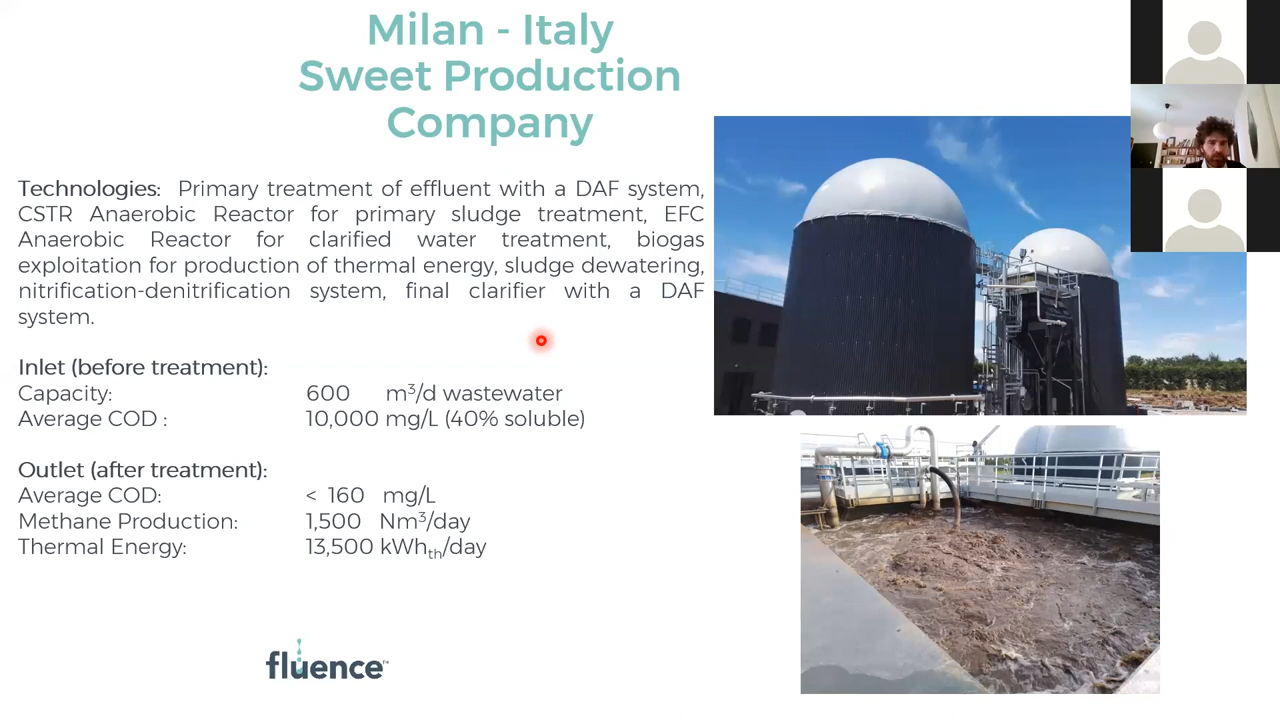 Milan - Italy
Sweet Production
Company
Technologies: Primary treatment of effluent with a DAF system,
CSTR Anaerobic Reactor for primary sludge treatment, EFC
Anaerobic Reactor for clarified water treatment, biogas
exploitation for production of thermal energy, sludge dewatering,
nitrification-denitrification system, final clarifier with a DAF
system.
Inlet (before treatment):
Capacity: 600 m³/d wastewater
Average COD : 10,000 mg/L (40% soluble)
Outlet (after treatment):
Average COD: < 160 mg/L
Methane Production: 1,500 Nm³/day
Thermal Energy: 13,500 kWhth/day
fluence™